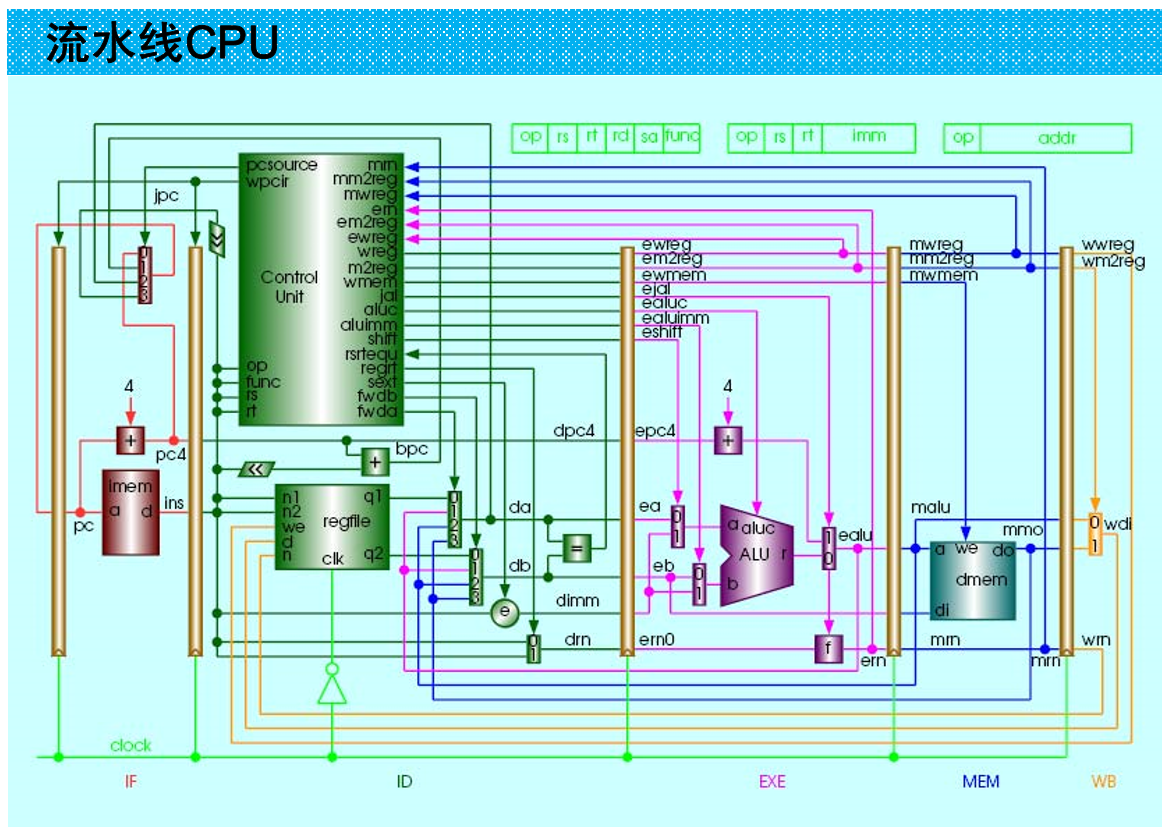 流水线CPU
op rs rt rd sa func
op rs rt imm
op addr
pcsource
wpcir
jpc
mrn
mm2reg
mwreg
ern
em2reg
ewreg
wreg
m2reg
wmem
jal
aluc
aluimm
shift
rsrtequ
regrt
sext
fwdb
fwda
Control
Unit
op
func
rs
rt
0
1
2
3
4
+
pc4
imem
a d
pc
ins
<<
<<
+
bpc
dpc4
n1
n2
we
d
n
q1
regfile
q2
clk
0
1
2
3
0
1
2
3
da
=
db
e
dimm
0
1
drn
ewreg
em2reg
ewmem
ejal
ealuc
ealuimm
eshift
4
epc4
+
ea
0
1
eb
0
1
a aluc
ALU r
b
1
0
ealu
ern0
f
ern
mwreg
mm2reg
mwmem
malu
mmo
a we do
dmem
di
mrn
mrn
wwreg
wm2reg
0
1
wdi
wrn
clock
IF
ID
EXE
MEM
WB